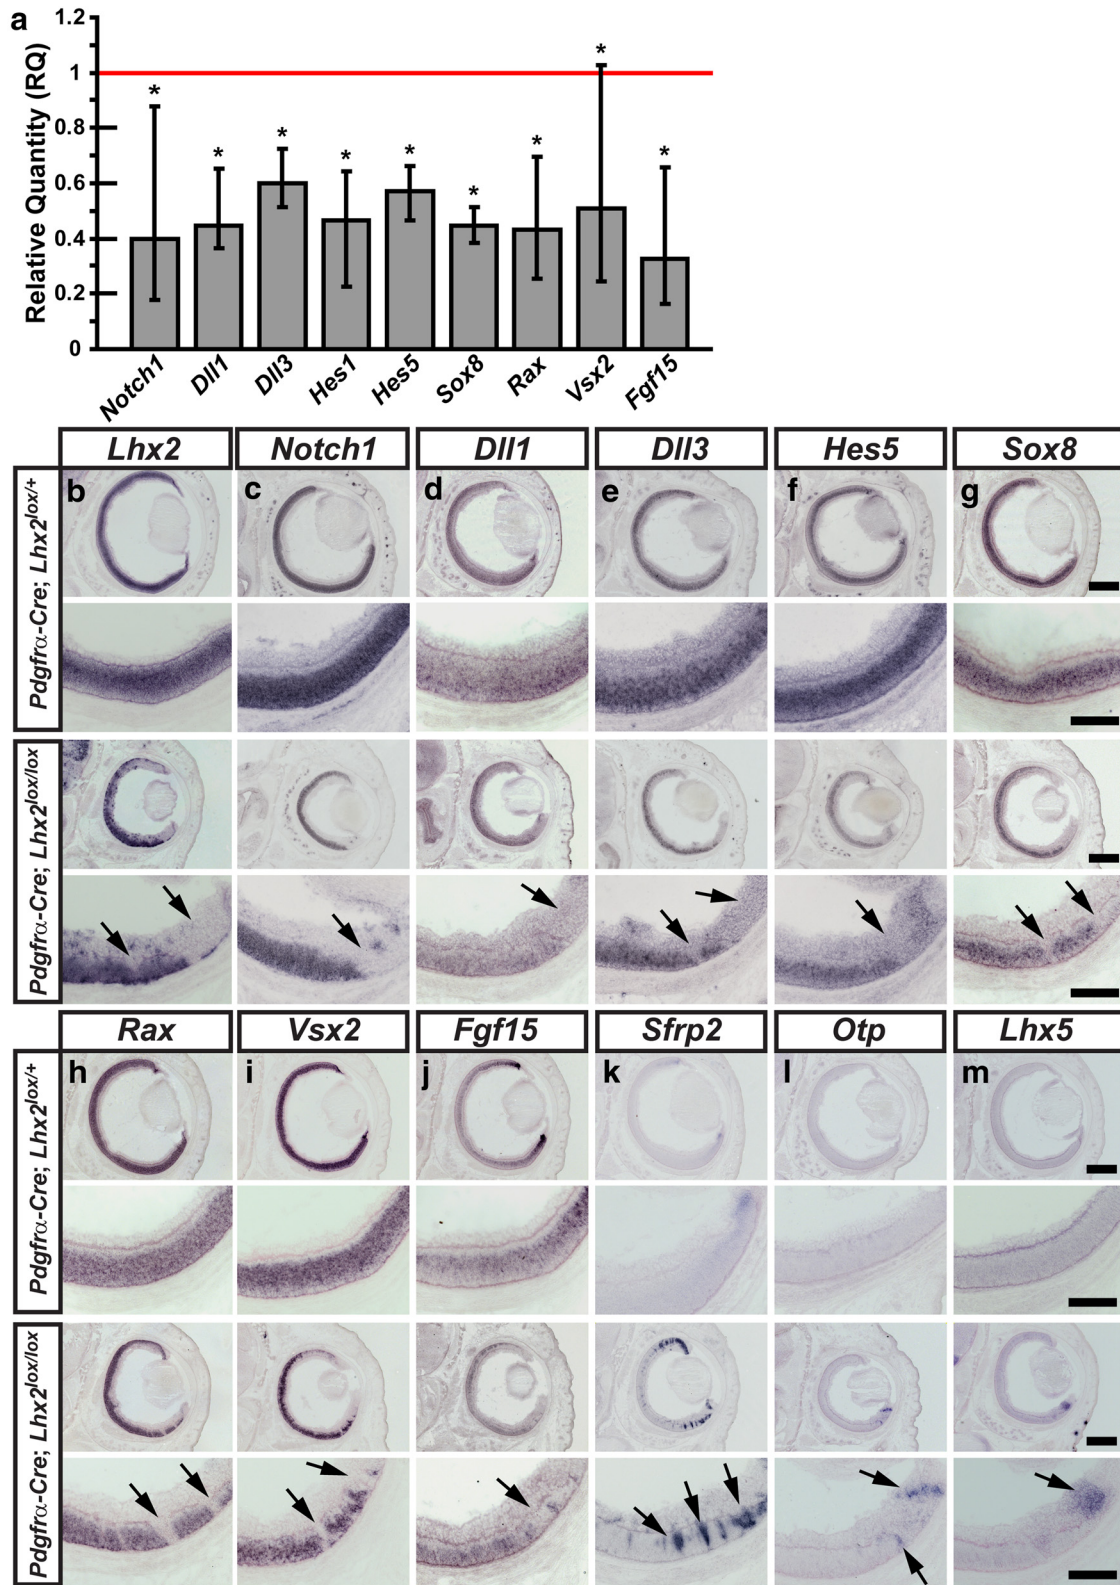 a
1.2
1
0.8
0.6
0.4
0.2
0
Relative Quantity (RQ)
* * * * * * * * *
Notch1 Dll1 Dll3 Hes1 Hes5 Sox8 Rax Vsx2 Fgf15
Lhx2 Notch1 Dll1 Dll3 Hes5 Sox8
b c d e f g
Pdgfrα-Cre; Lhx2lox/+
Pdgfrα-Cre; Lhx2lox/lox
Rax Vsx2 Fgf15 Sfrp2 Otp Lhx5
h i j k l m
Pdgfrα-Cre; Lhx2lox/+
Pdgfrα-Cre; Lhx2lox/lox